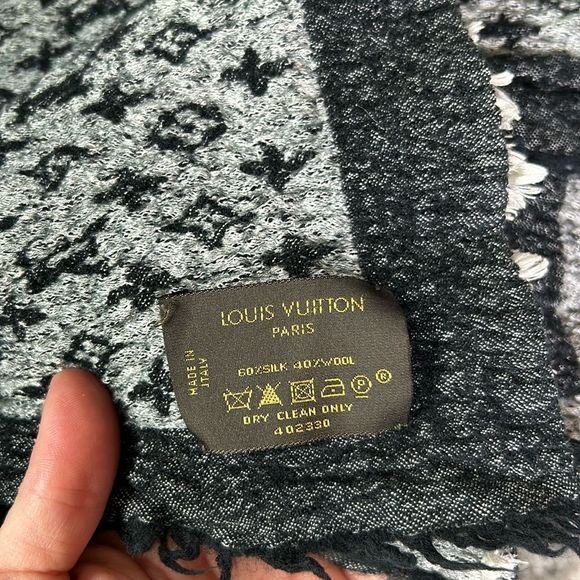 LOUIS VUITTON
PARIS
MADE IN
ITALY
60%SILK 40%WOOL
P®
DRY CLEAN ONLY
402330